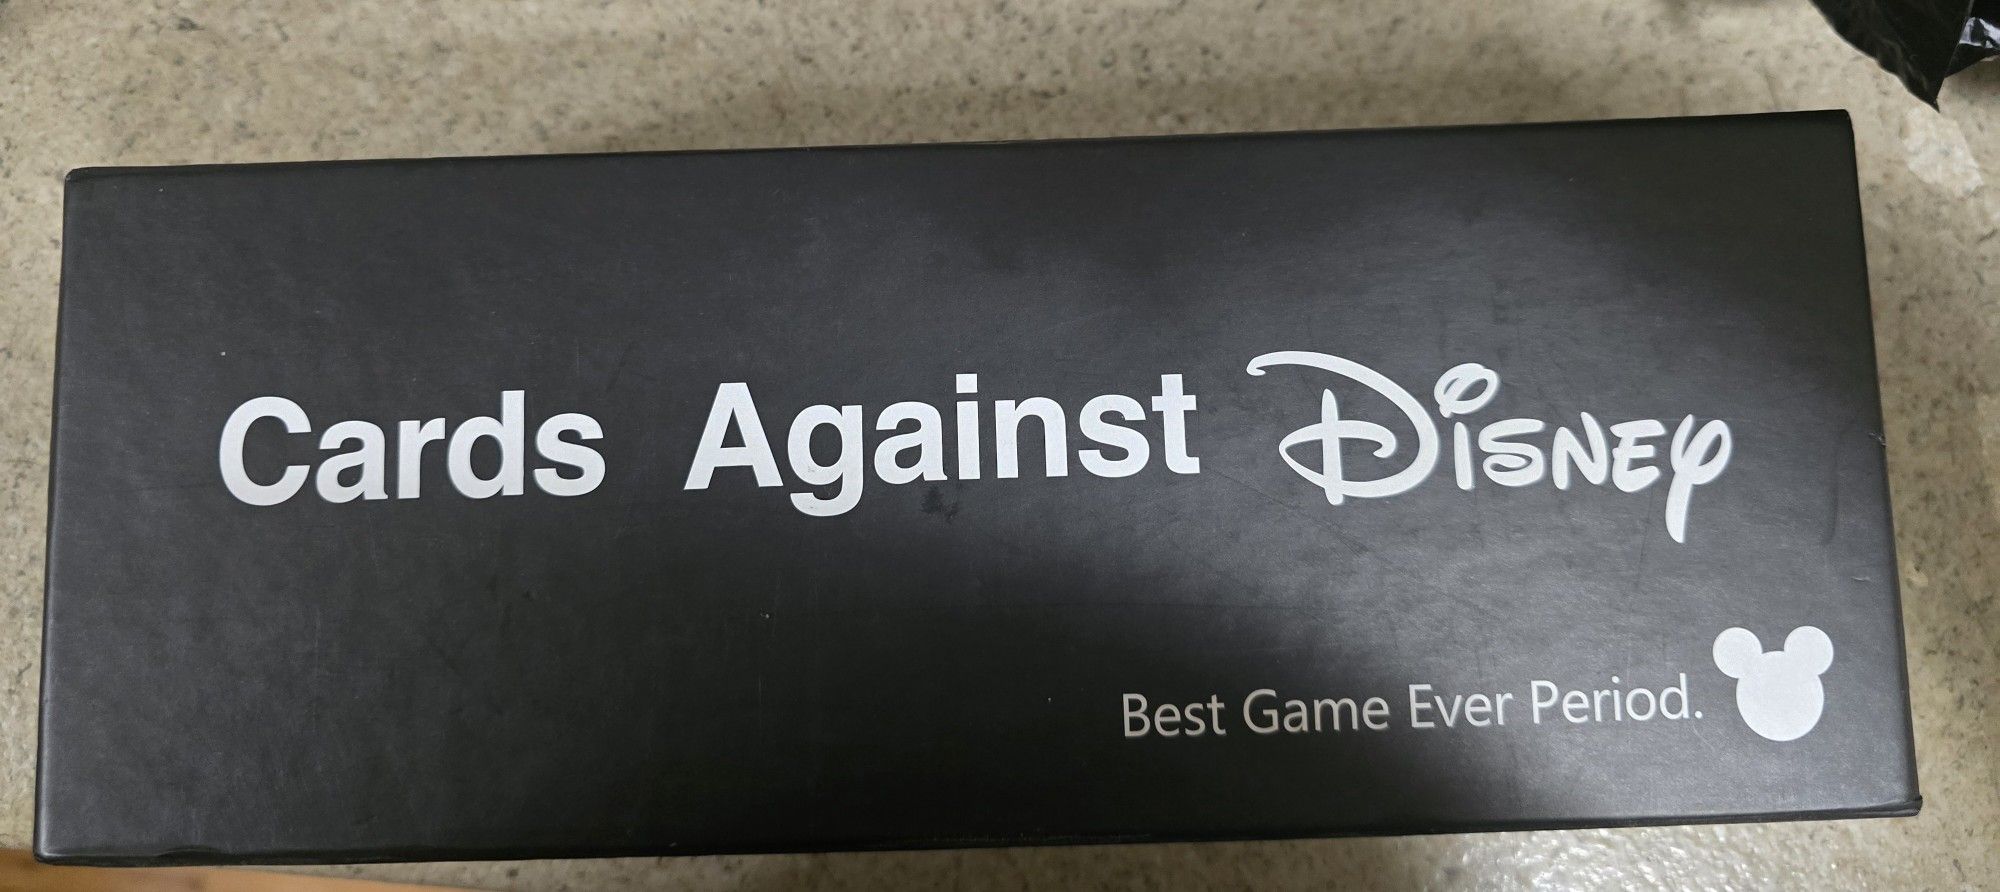 Cards Against Disney
Best Game Ever Period.